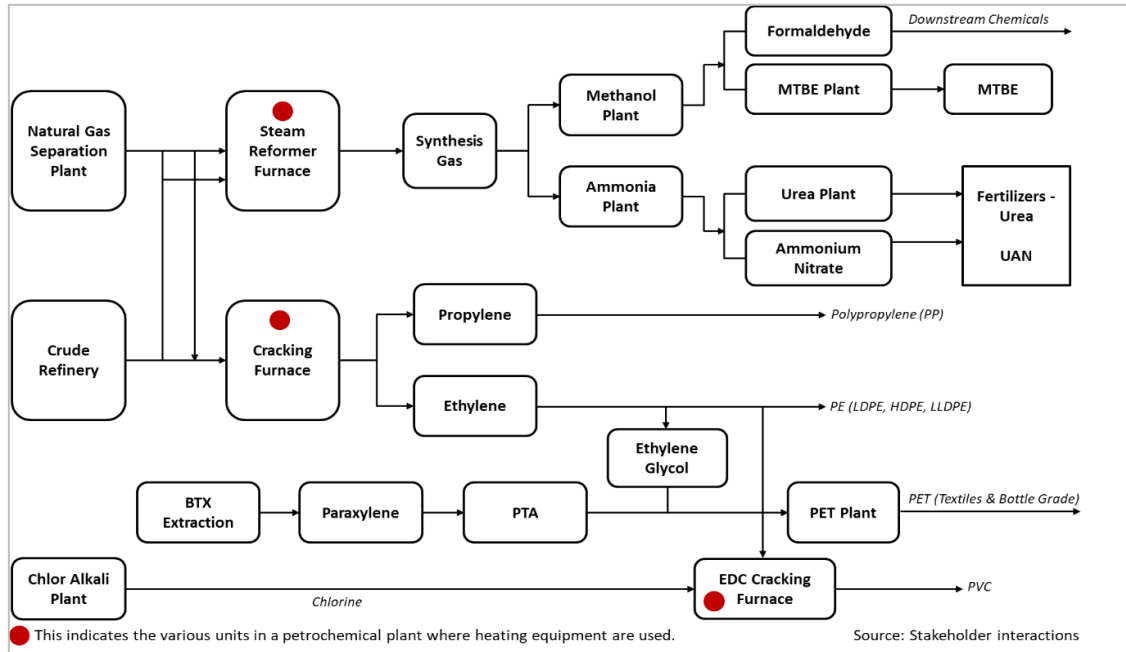 Formaldehyde
Downstream Chemicals
MTBE Plant
MTBE
Methanol
Plant
Natural Gas
Separation
Plant
Steam
Reformer
Furnace
Synthesis
Gas
Ammonia
Plant
Urea Plant
Ammonium
Nitrate
Fertilizers -
Urea
UAN
Crude
Refinery
Cracking
Furnace
Propylene
Polypropylene (PP)
Ethylene
PE (LDPE, HDPE, LLDPE)
Ethylene
Glycol
BTX
Extraction
Paraxylene
PTA
PET Plant
PET (Textiles & Bottle Grade)
Chlor Alkali
Plant
Chlorine
EDC Cracking
Furnace
PVC
This indicates the various units in a petrochemical plant where heating equipment are used.
Source: Stakeholder interactions